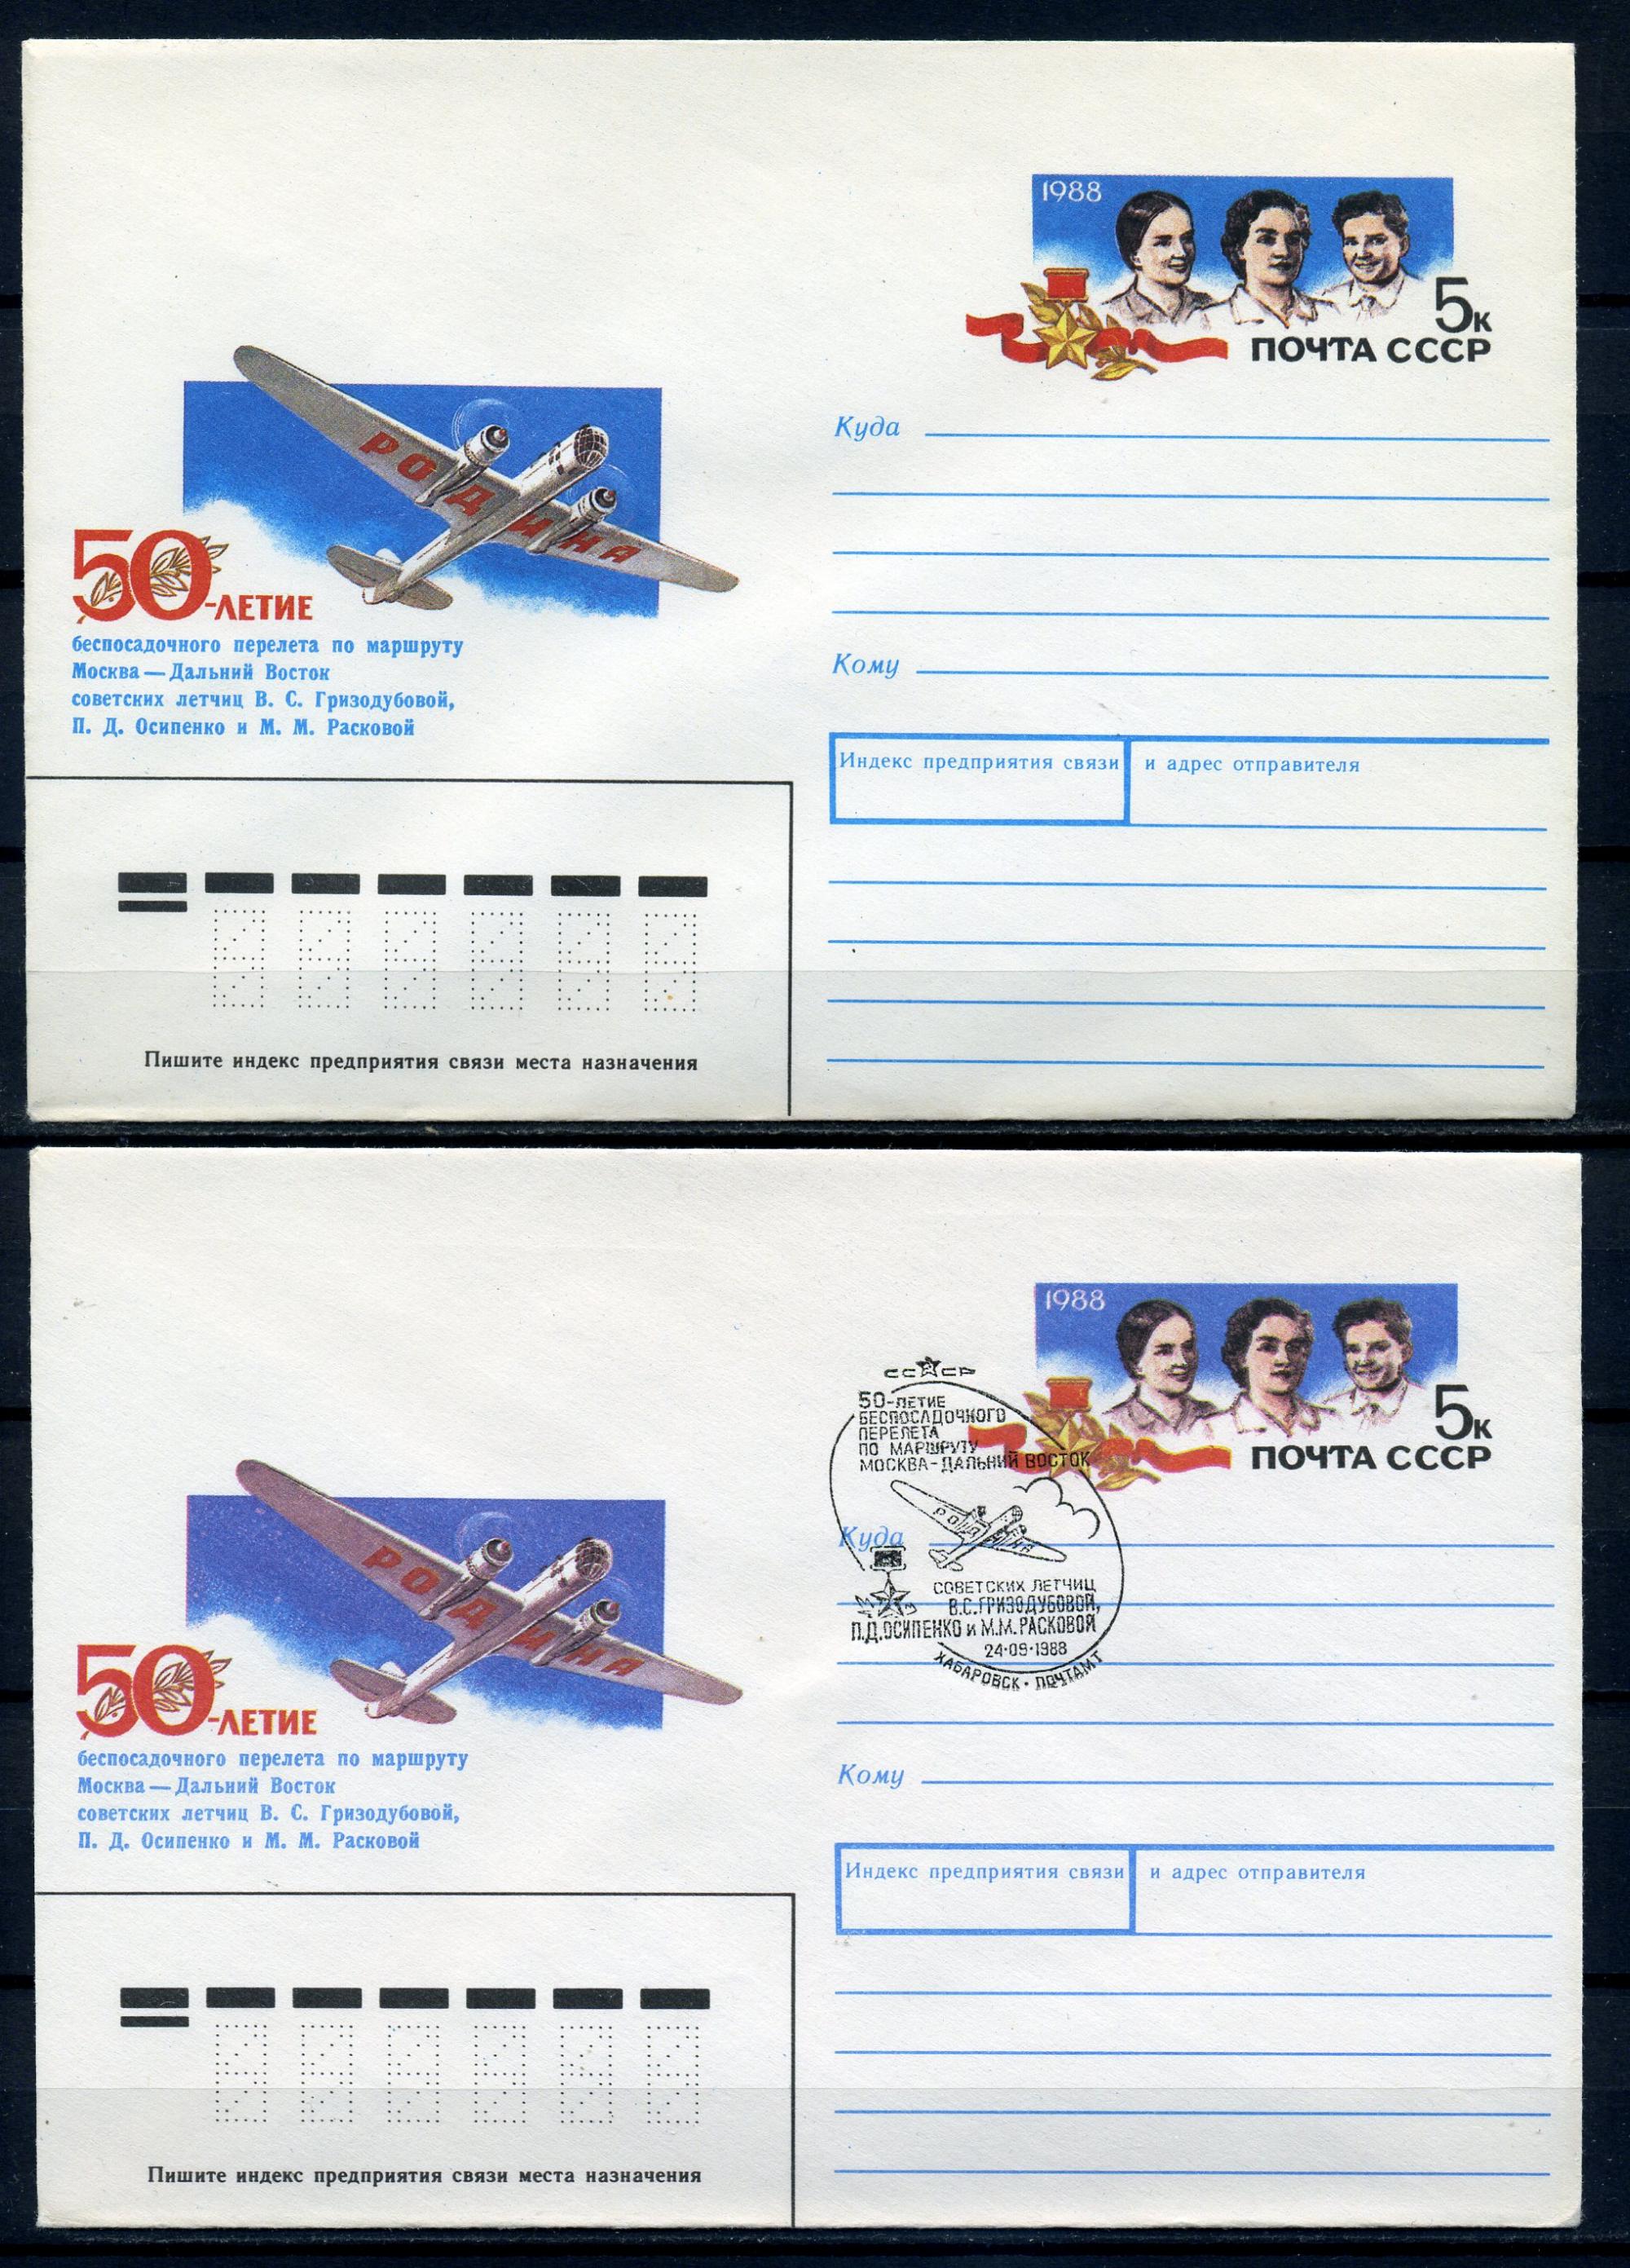 1988
5к
ПОЧТА СССР
РОДИНА
50-ЛЕТИЕ
беспосадочного перелета по маршруту
Москва — Дальний Восток
советских летчиц В. С. Гризодубовой,
П. Д. Осипенко и М. М. Расковой
Куда
Кому
Индекс предприятия связи
и адрес отправителя
Пишите индекс предприятия связи места назначения
1988
5к
ПОЧТА СССР
СССР
50-ЛЕТИЕ
БЕСПОСАДОЧНОГО
ПЕРЕЛЕТА
ПО МАРШРУТУ
МОСКВА-ДАЛЬНИЙ ВОСТОК
РОДИНА
СОВЕТСКИХ ЛЕТЧИЦ
В.С.ГРИЗОДУБОВОЙ,
П.Д.ОСИПЕНКО и М.М.РАСКОВОЙ
24·09·1988
ХАБАРОВСК · ПОЧТАМТ
РОДИНА
50-ЛЕТИЕ
беспосадочного перелета по маршруту
Москва — Дальний Восток
советских летчиц В. С. Гризодубовой,
П. Д. Осипенко и М. М. Расковой
Куда
Кому
Индекс предприятия связи
и адрес отправителя
Пишите индекс предприятия связи места назначения